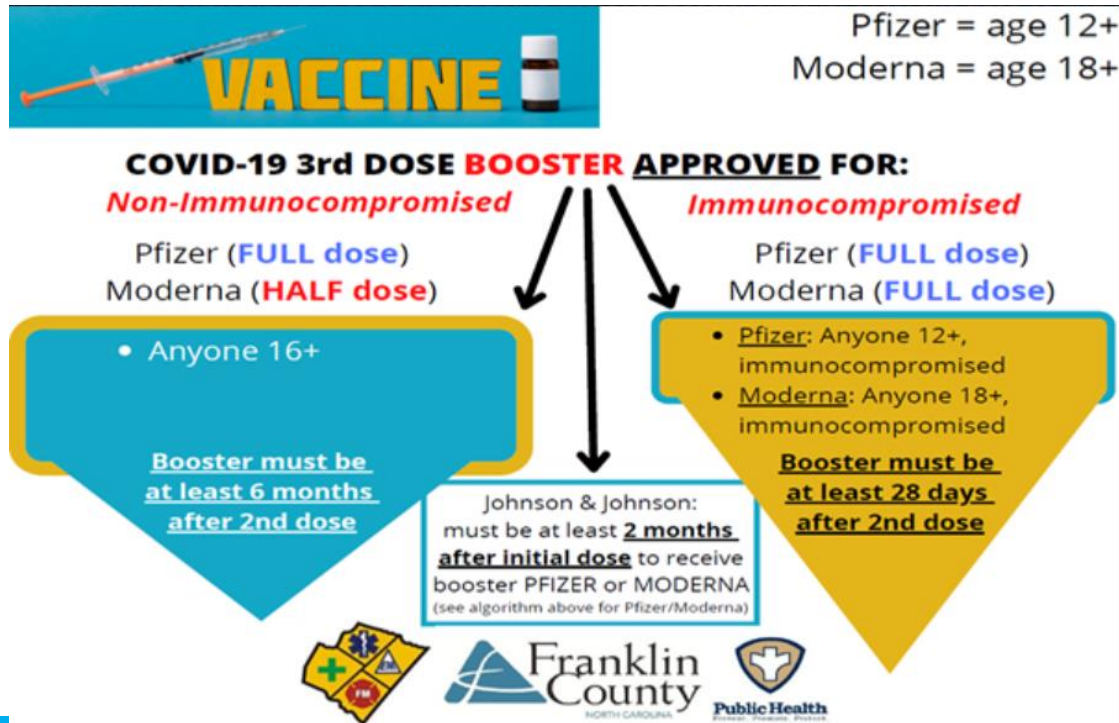 VACCINE
Pfizer = age 12+
Moderna = age 18+
COVID-19 3rd DOSE BOOSTER APPROVED FOR:
Non-Immunocompromised
Pfizer (FULL dose)
Moderna (HALF dose)
• Anyone 16+
Booster must be
at least 6 months
after 2nd dose
Johnson & Johnson:
must be at least 2 months
after initial dose to receive
booster PFIZER or MODERNA
(see algorithm above for Pfizer/Moderna)
Immunocompromised
Pfizer (FULL dose)
Moderna (FULL dose)
• Pfizer: Anyone 12+,
immunocompromised
• Moderna: Anyone 18+,
immunocompromised
Booster must be
at least 28 days
after 2nd dose
FM
Franklin
County
NORTH CAROLINA
Public Health
Prevent. Promote. Protect.